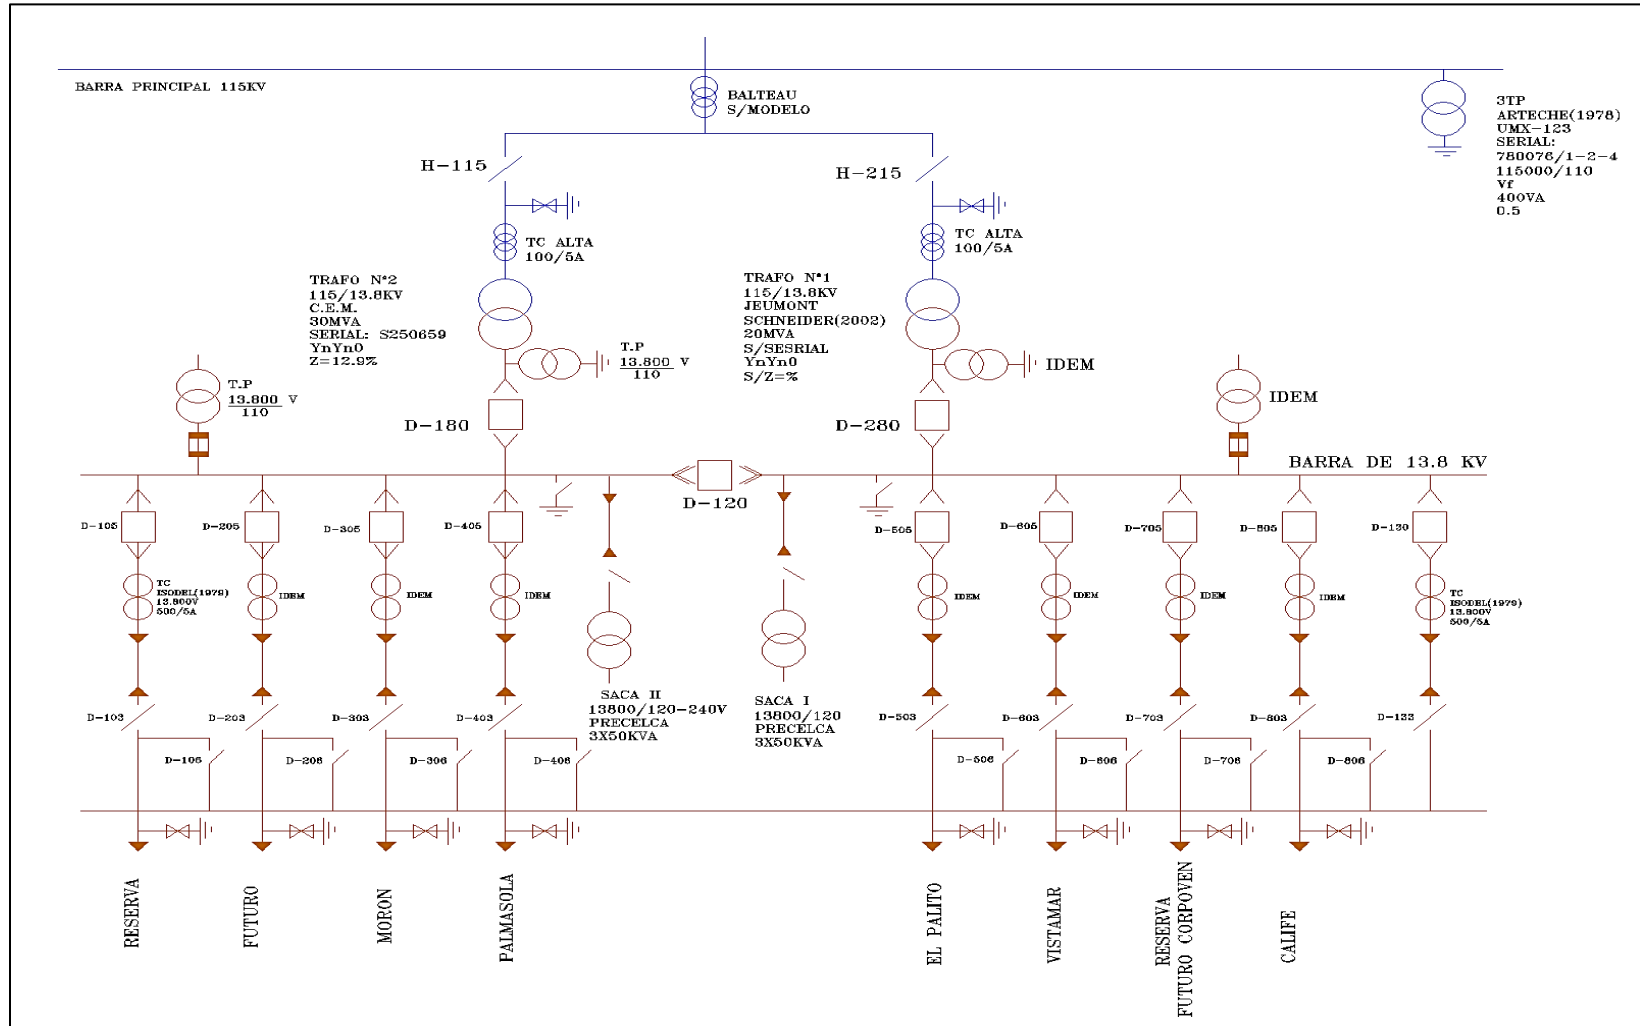 BARRA PRINCIPAL 115KV
BALTEAU
S/MODELO
3TP
ARTECHE(1978)
UMX-123
SERIAL:
780076/1-2-4
115000/110
Vf
400VA
0.5
H-115
H-215
TC ALTA
100/5A
TC ALTA
100/5A
TRAFO N°2
115/13.8KV
C.E.M.
30MVA
SERIAL: S250659
YnYn0
Z=12.9%
TRAFO N°1
115/13.8KV
JEUMONT
SCHNEIDER(2002)
20MVA
S/SESRIAL
YnYn0
S/Z=%
T.P
13.800 V
110
IDEM
T.P
13.800 V
110
IDEM
D-180
D-280
BARRA DE 13.8 KV
D-120
D-105
D-205
D-305
D-405
D-505
D-605
D-705
D-805
D-130
TC
ISODEL(1979)
13.800V
500/5A
IDEM
IDEM
IDEM
IDEM
IDEM
IDEM
IDEM
TC
ISODEL(1979)
13.800V
500/5A
SACA II
13800/120-240V
PRECELCA
3X50KVA
SACA I
13800/120
PRECELCA
3X50KVA
D-103
D-203
D-303
D-403
D-503
D-603
D-703
D-803
D-133
D-105
D-206
D-306
D-406
D-506
D-606
D-706
D-806
RESERVA
FUTURO
MORON
PALMASOLA
EL PALITO
VISTAMAR
RESERVA
FUTURO CORPOVEN
CALIFE